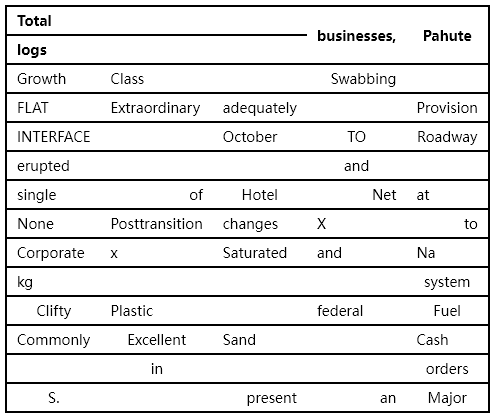 Total businesses, Pahute
logs
Growth Class Swabbing
FLAT Extraordinary adequately Provision
INTERFACE October TO Roadway
erupted and
single of Hotel Net at
None Posttransition changes X to
Corporate x Saturated and Na
kg system
Clifty Plastic federal Fuel
Commonly Excellent Sand Cash
in orders
S. present an Major